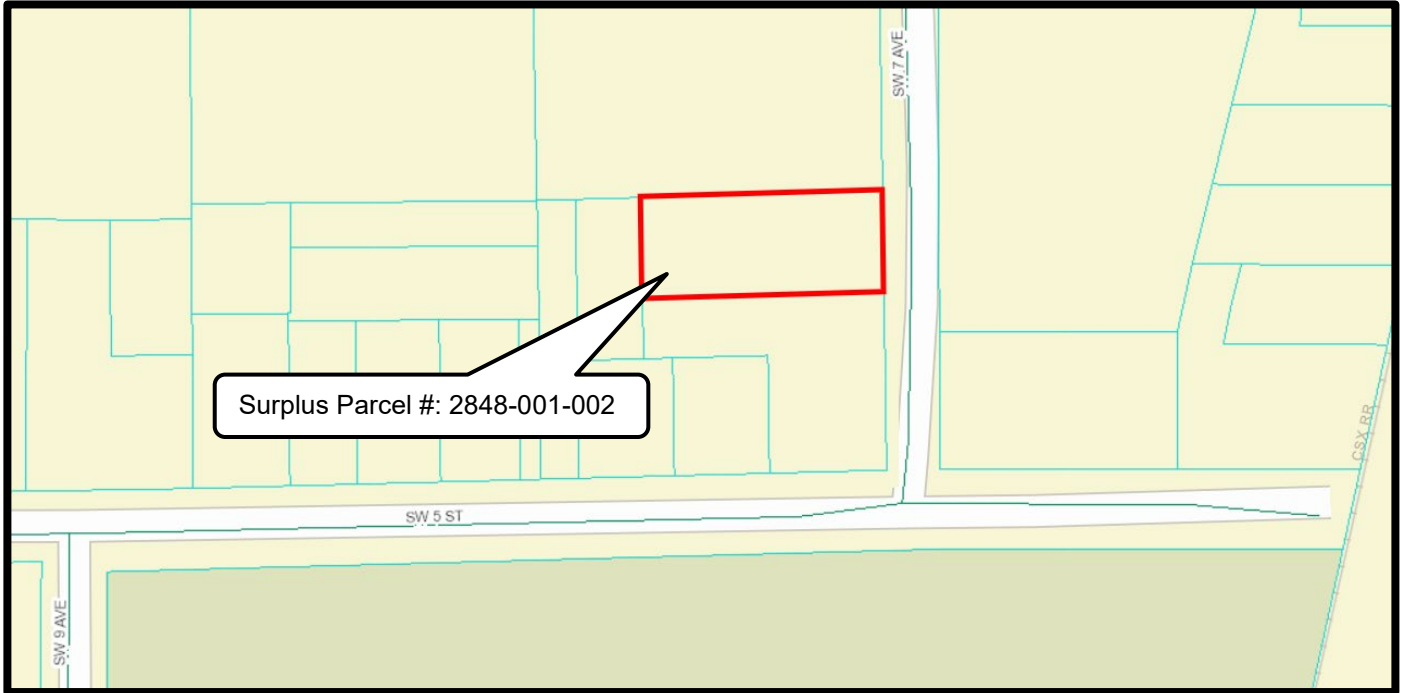 SW 7 AVE
Surplus Parcel #: 2848-001-002
CSX RR
SW 5 ST
SW 9 AVE